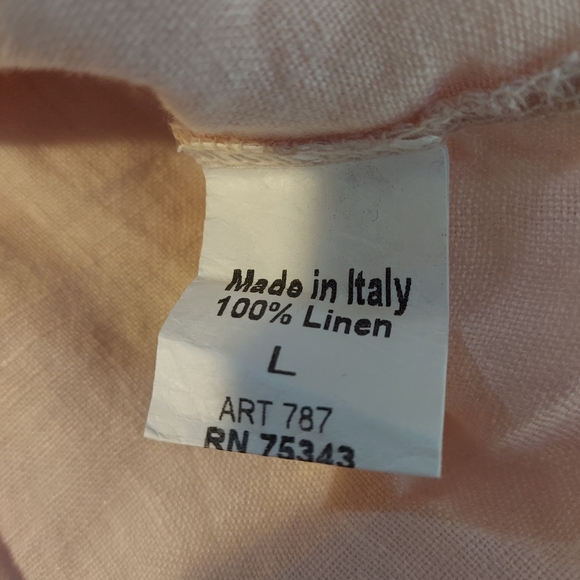 Made in Italy
100% Linen
L
ART 787
RN 75343